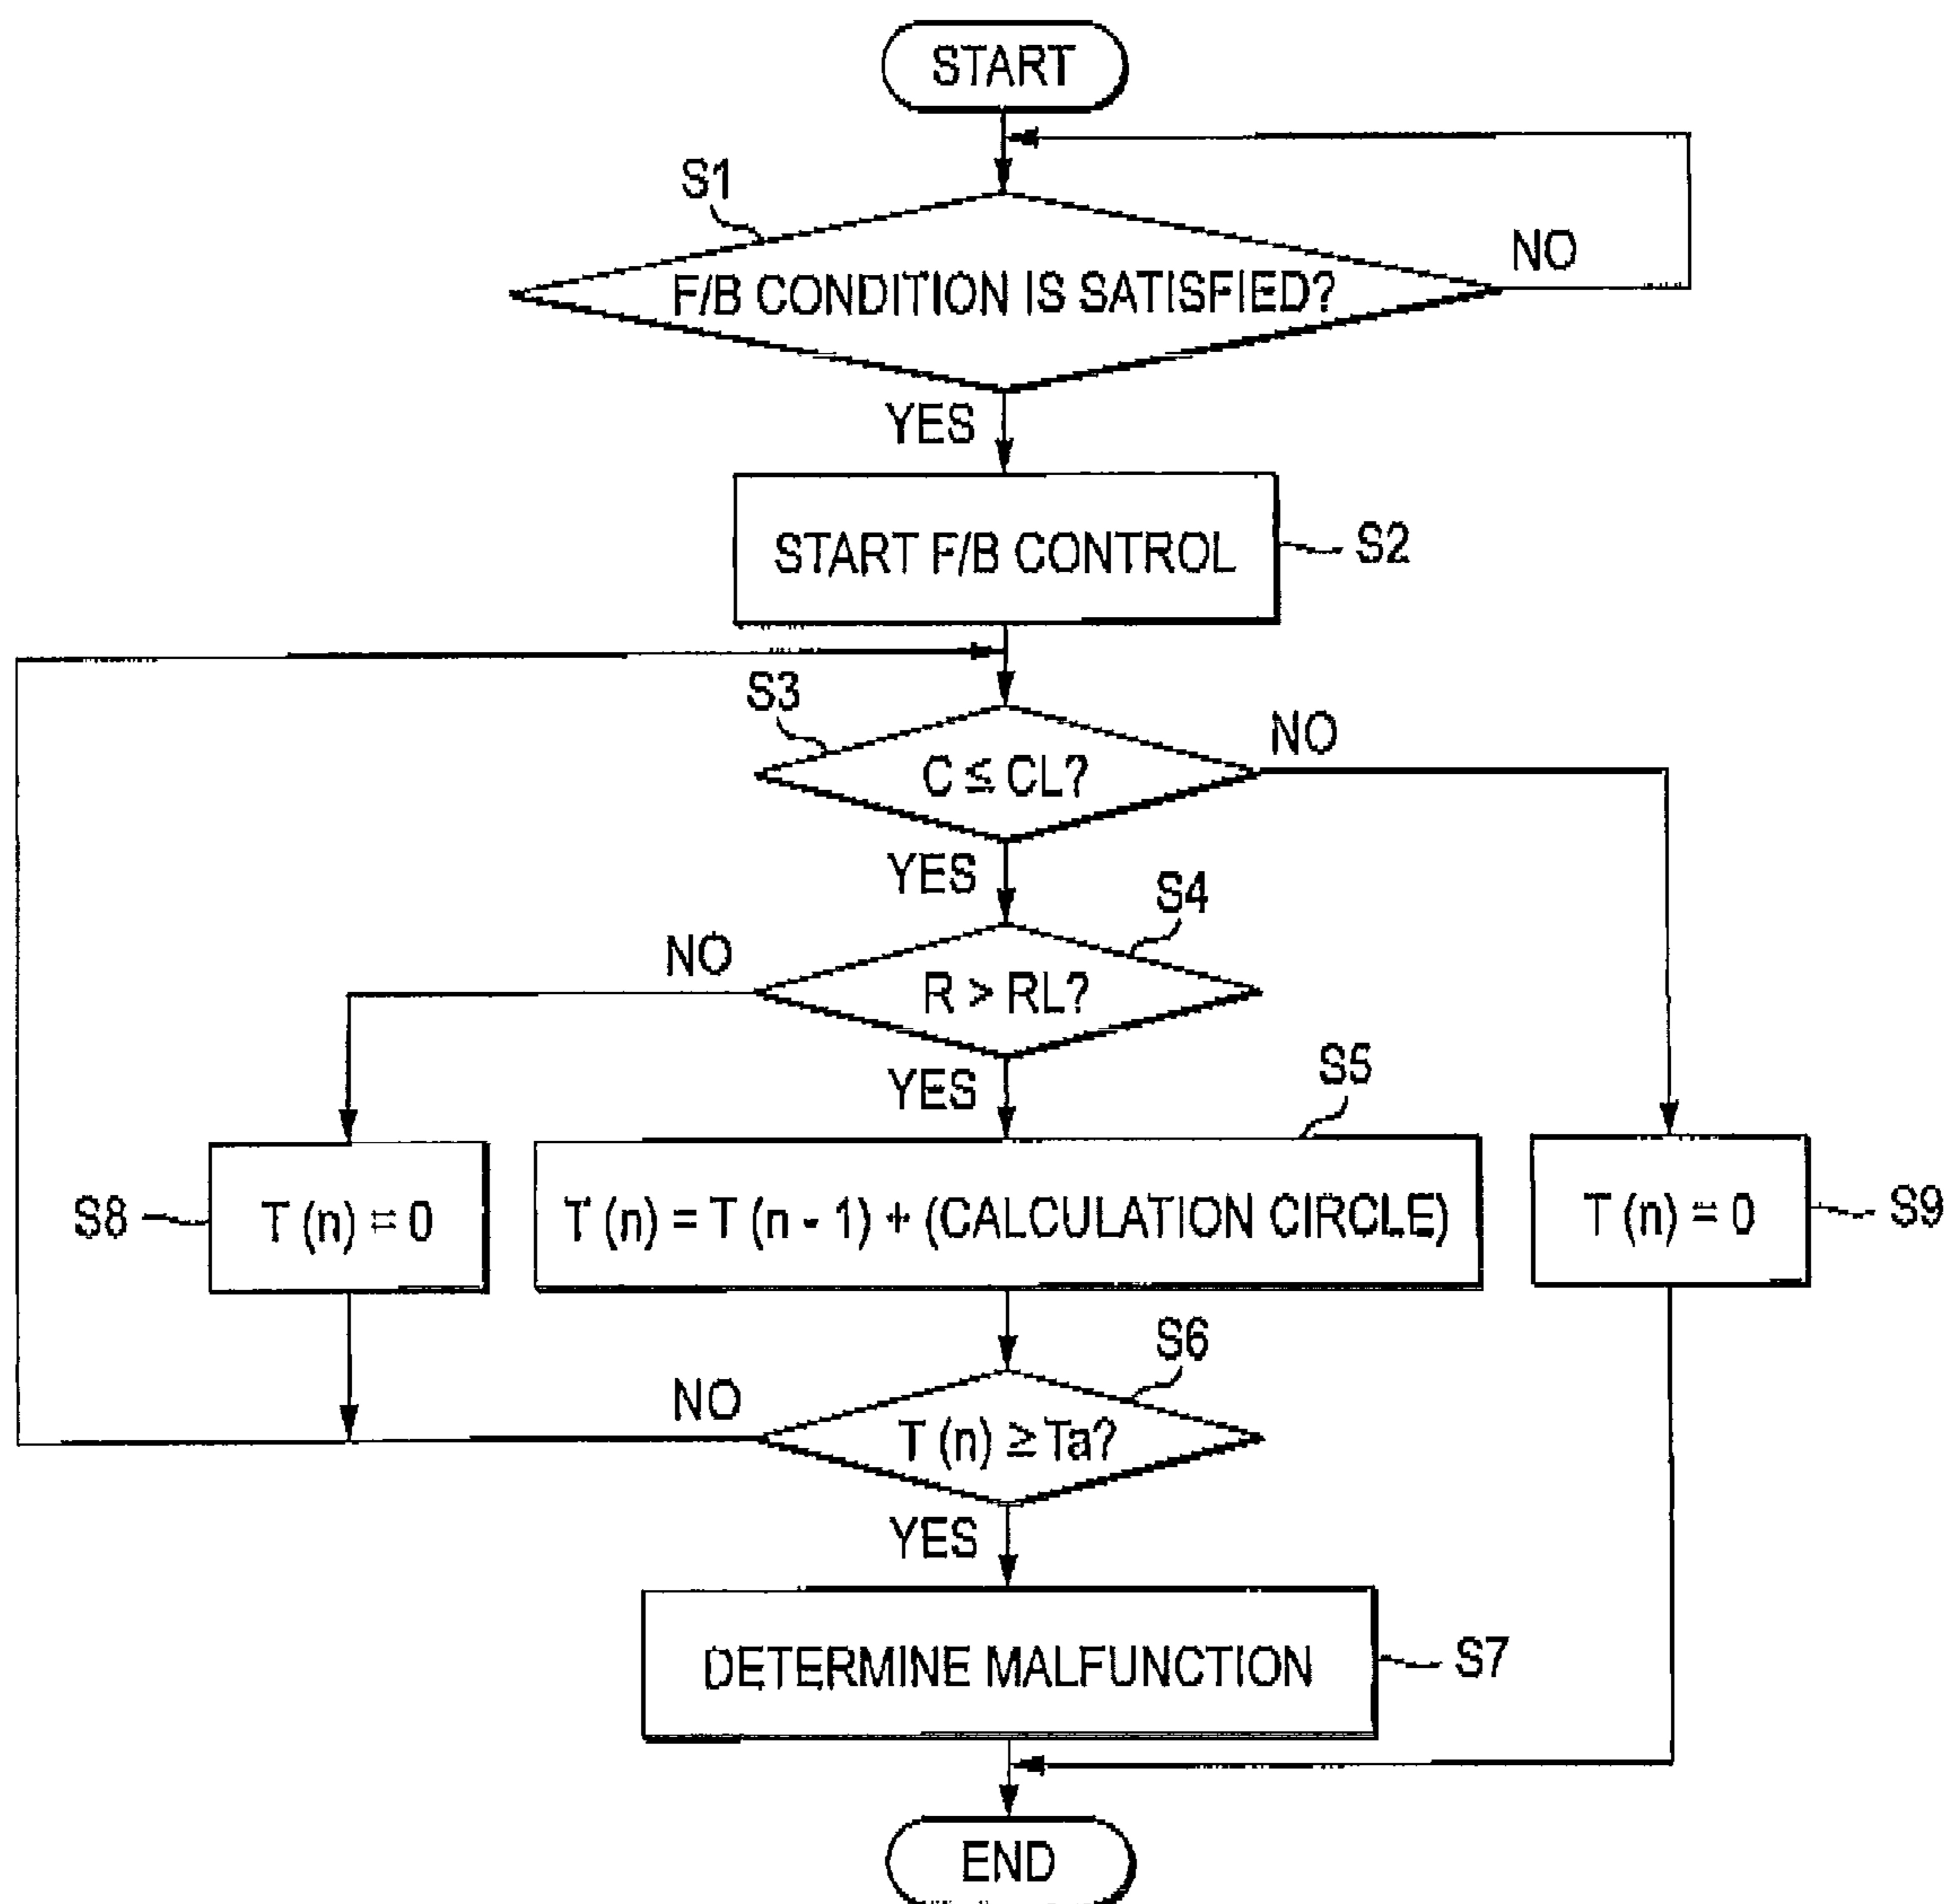 START
S1
NO
F/B CONDITION IS SATISFIED?
YES
START F/B CONTROL
S2
S3
NO
C ≤ CL?
YES
S4
NO
R > RL?
YES
S5
S8
T (n) = 0
T (n) = T (n - 1) + (CALCULATION CIRCLE)
T (n) = 0
S9
S6
NO
T (n) ≥ Ta?
YES
DETERMINE MALFUNCTION
S7
END